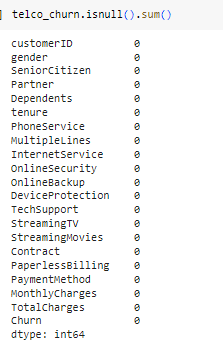 telco_churn.isnull().sum()
customerID 0
gender 0
SeniorCitizen 0
Partner 0
Dependents 0
tenure 0
PhoneService 0
MultipleLines 0
InternetService 0
OnlineSecurity 0
OnlineBackup 0
DeviceProtection 0
TechSupport 0
StreamingTV 0
StreamingMovies 0
Contract 0
PaperlessBilling 0
PaymentMethod 0
MonthlyCharges 0
TotalCharges 0
Churn 0
dtype: int64